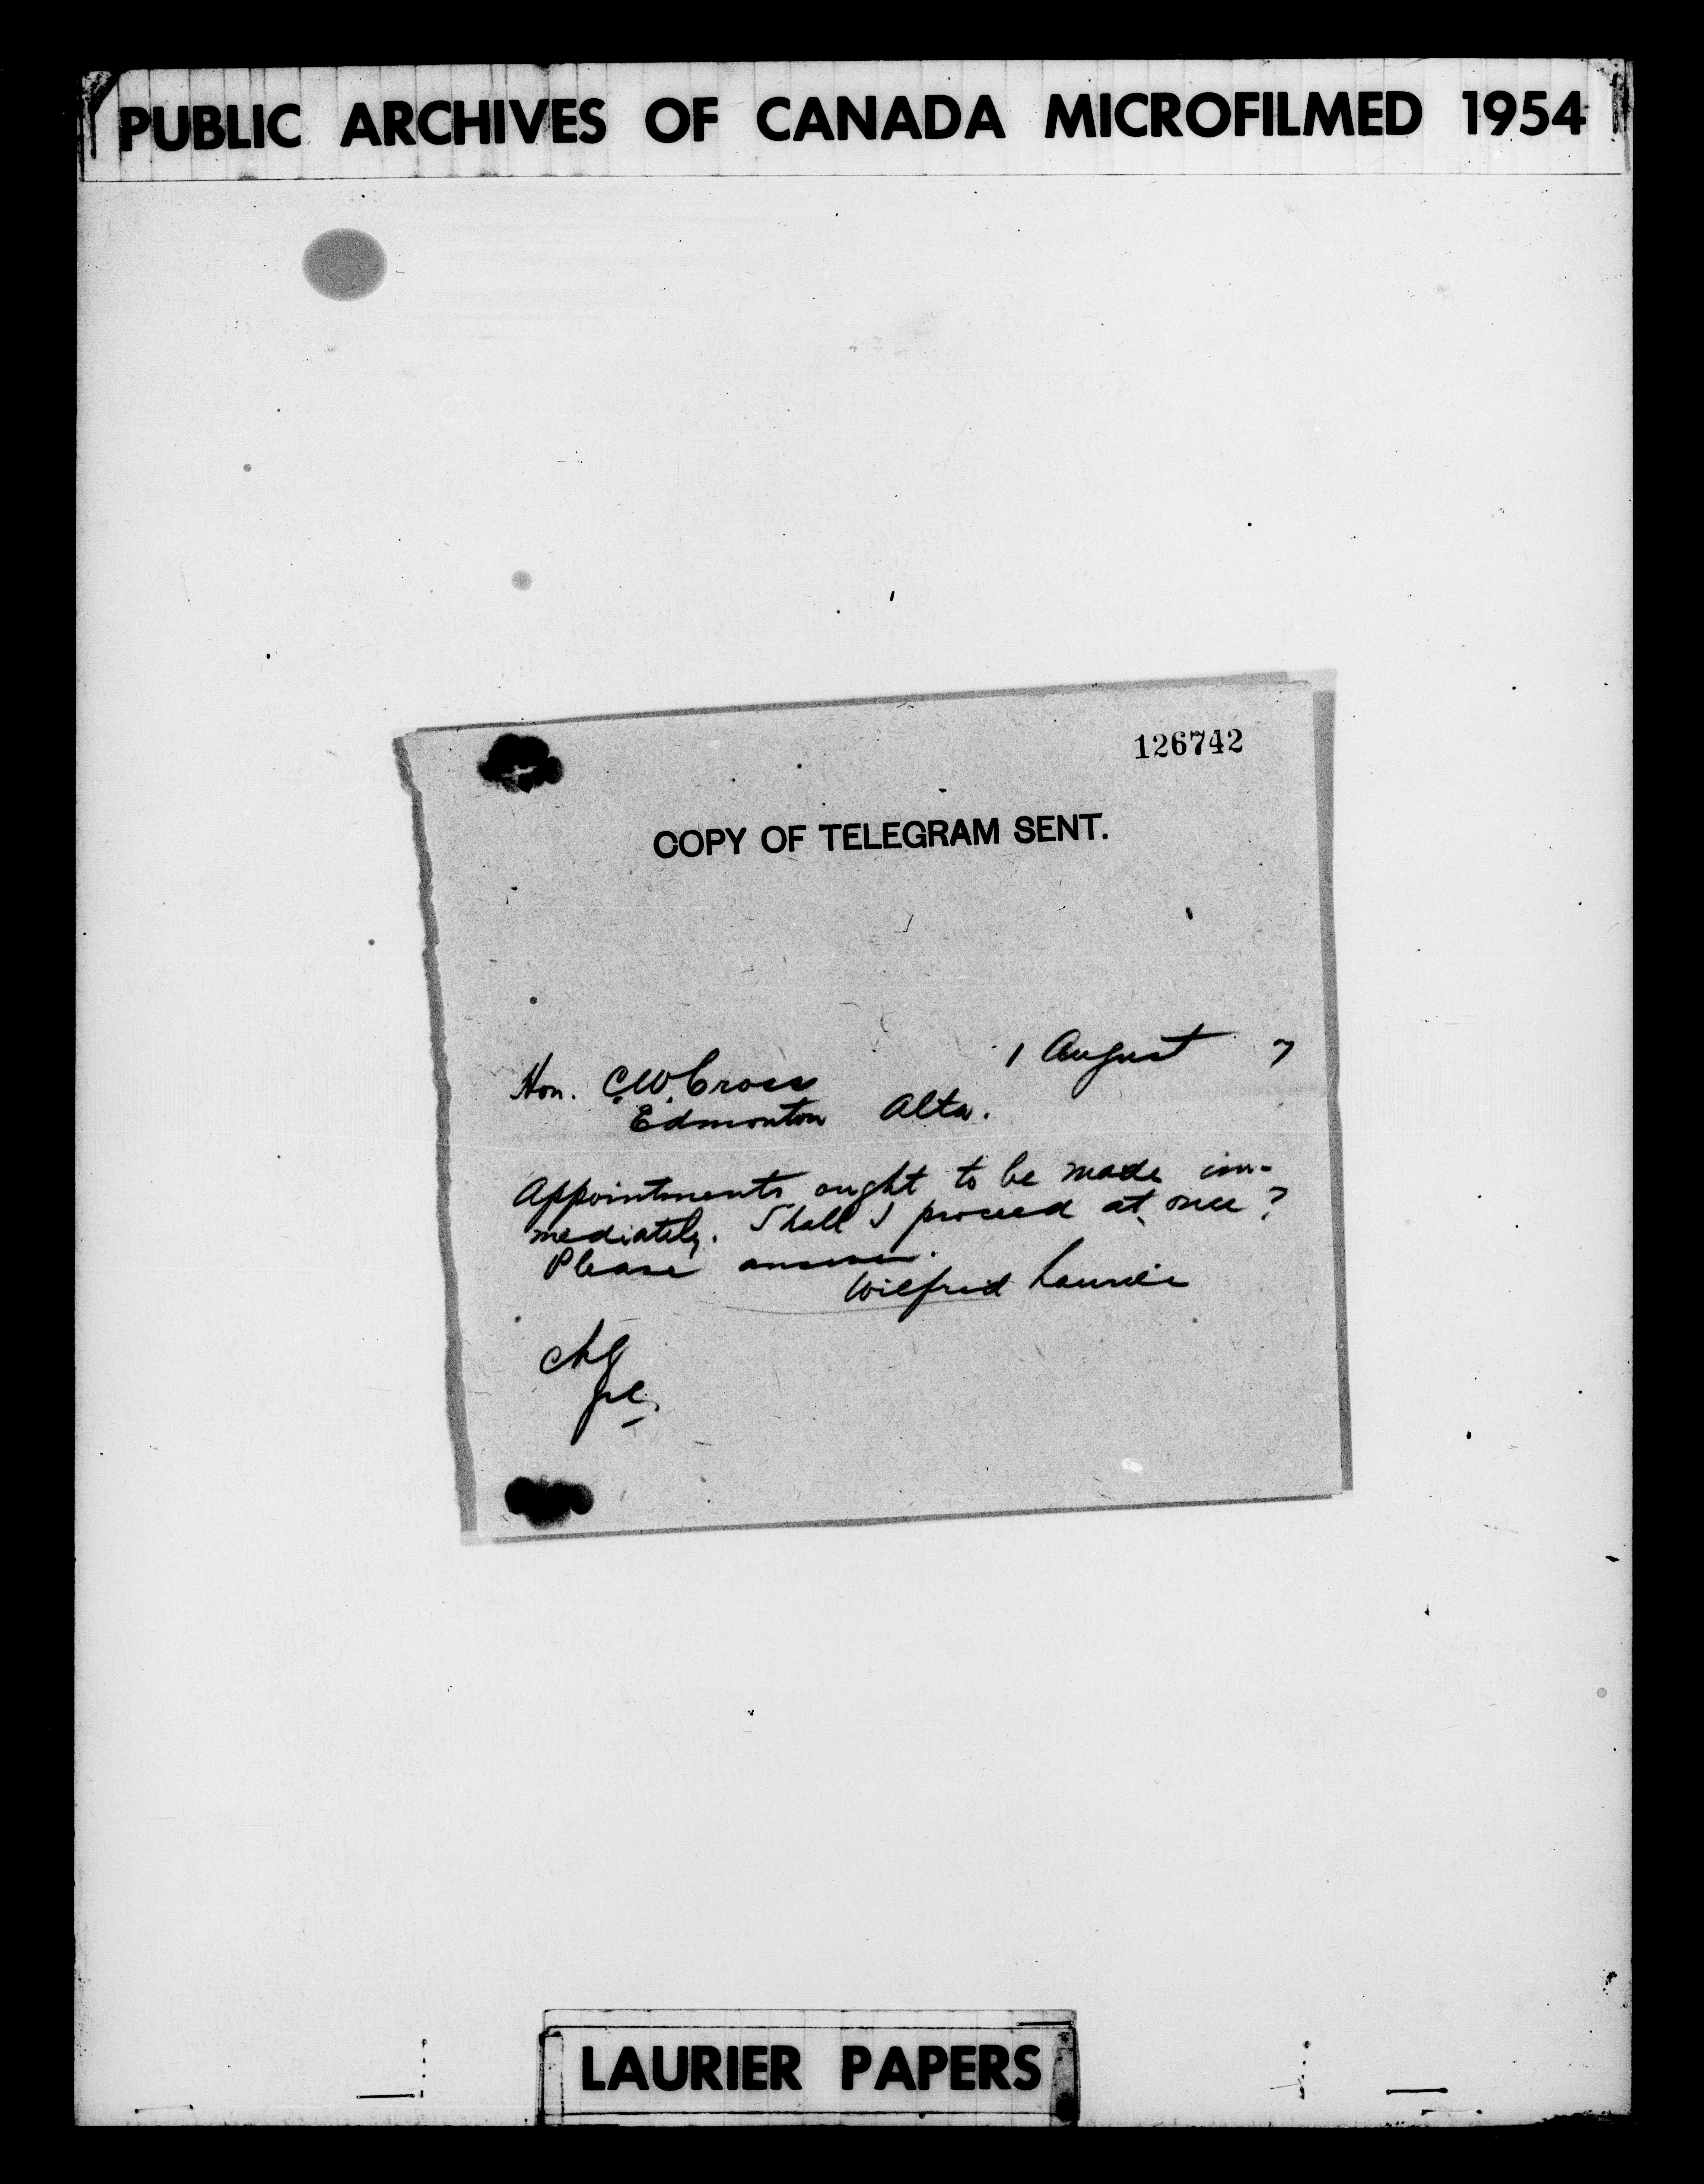 PUBLIC ARCHIVES OF CANADA MICROFILMED 1954
126742
COPY OF TELEGRAM SENT.
1 August 7
Hon. C.W. Cross
Edmonton Alta.
Appointments ought to be made im-
mediately. Shall I proceed at once?
Please answer.
Wilfrid Laurier
LAURIER PAPERS